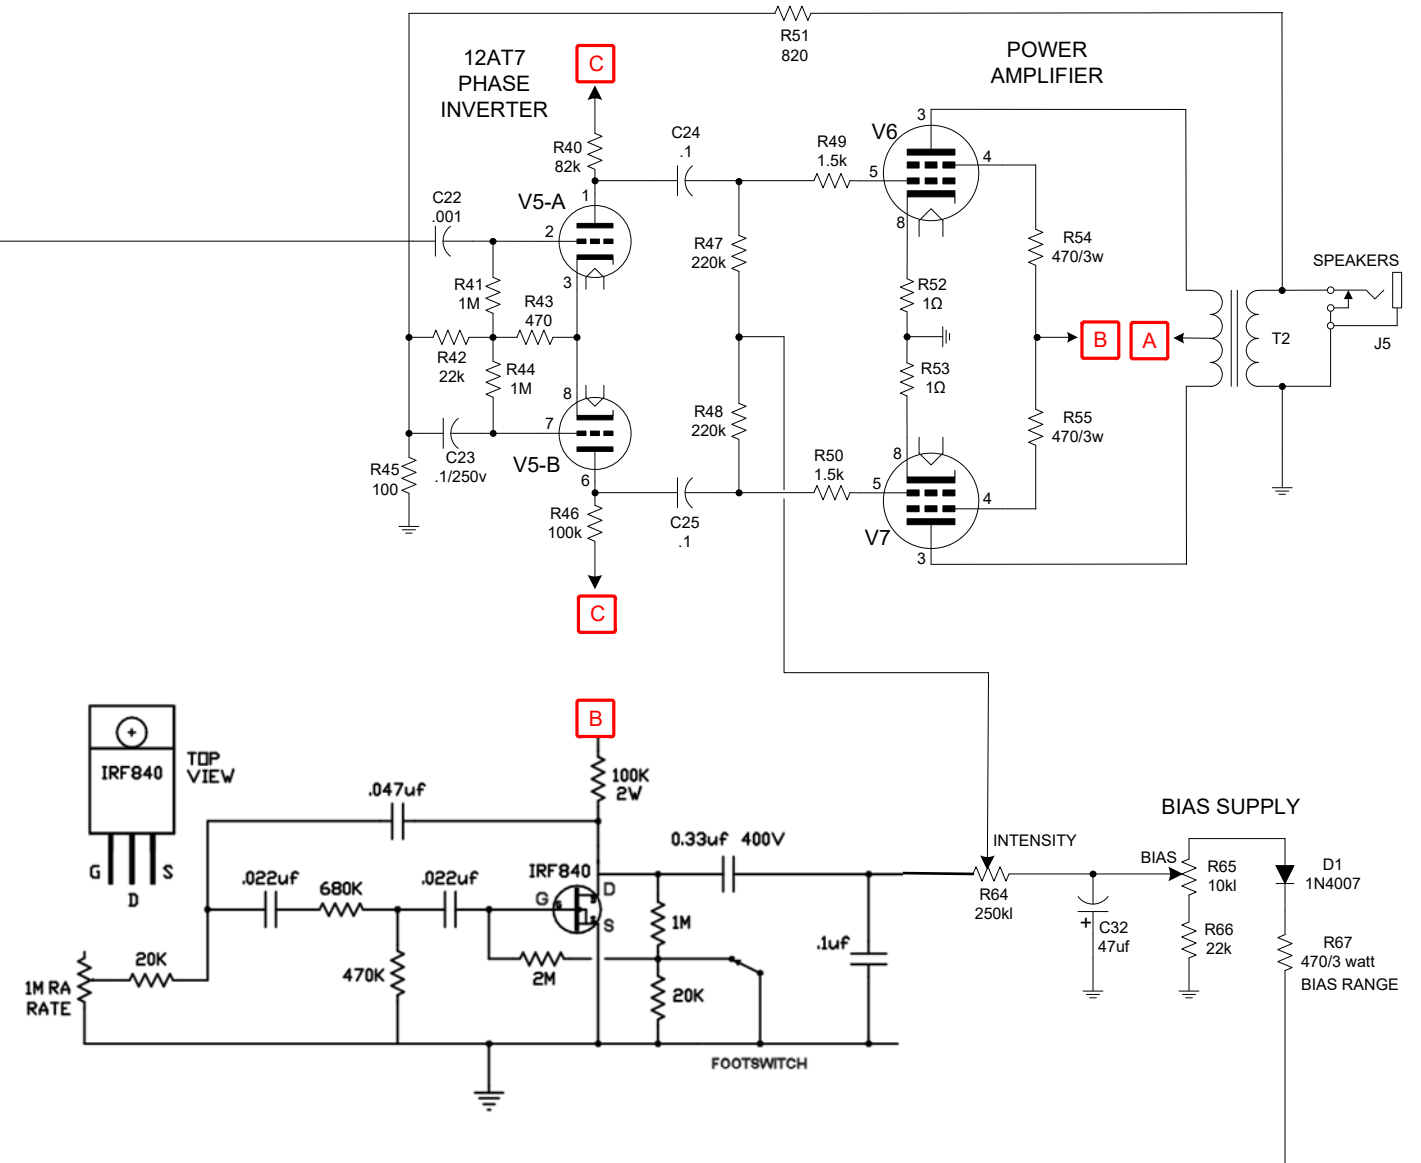 R51
820
12AT7
PHASE
INVERTER
C
POWER
AMPLIFIER
R40
82k
C24
.1
R49
1.5k
V6
3
4
5
8
C22
.001
V5-A
1
2
3
R41
1M
R43
470
R47
220k
R52
1Ω
R54
470/3w
SPEAKERS
R42
22k
R44
1M
B
A
T2
J5
R53
1Ω
8
7
V5-B
6
R48
220k
R55
470/3w
R45
100
C23
.1/250v
R50
1.5k
8
5
4
V7
3
R46
100k
C25
.1
C
B
IRF840
TOP
VIEW
G
D
S
100K
2W
.047uf
0.33uf 400V
INTENSITY
BIAS SUPPLY
BIAS
R65
10kl
D1
1N4007
.022uf
680K
.022uf
IRF840
G
D
S
R64
250kl
1M
C32
47uf
+
R66
22k
R67
470/3 watt
BIAS RANGE
.1uf
20K
470K
2M
20K
1M RA
RATE
FOOTSWITCH